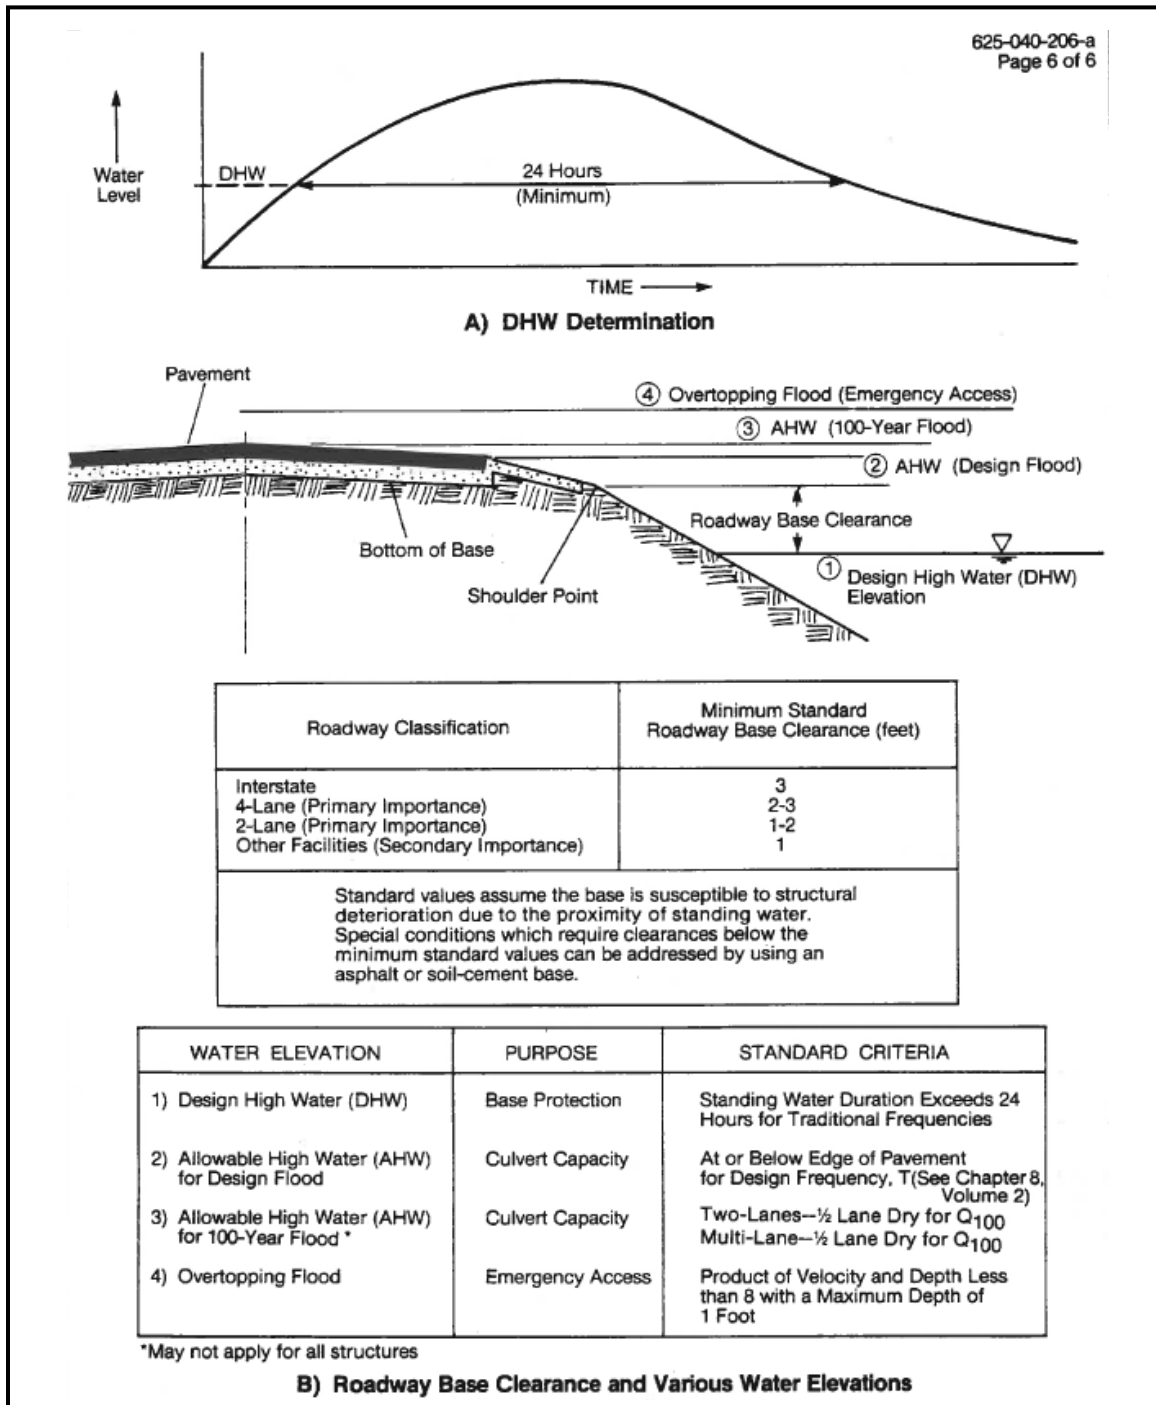 625-040-206-a
Page 6 of 6
Water
Level
DHW
24 Hours
(Minimum)
TIME
A) DHW Determination
Pavement
④ Overtopping Flood (Emergency Access)
③ AHW (100-Year Flood)
② AHW (Design Flood)
Roadway Base Clearance
Bottom of Base
Shoulder Point
① Design High Water (DHW)
Elevation
Roadway Classification
Minimum Standard
Roadway Base Clearance (feet)
Interstate 3
4-Lane (Primary Importance) 2-3
2-Lane (Primary Importance) 1-2
Other Facilities (Secondary Importance) 1
Standard values assume the base is susceptible to structural
deterioration due to the proximity of standing water.
Special conditions which require clearances below the
minimum standard values can be addressed by using an
asphalt or soil-cement base.
WATER ELEVATION PURPOSE STANDARD CRITERIA
1) Design High Water (DHW) Base Protection Standing Water Duration Exceeds 24
Hours for Traditional Frequencies
2) Allowable High Water (AHW) Culvert Capacity At or Below Edge of Pavement
for Design Flood for Design Frequency, T(See Chapter 8,
Volume 2)
3) Allowable High Water (AHW) Culvert Capacity Two-Lanes--½ Lane Dry for Q100
for 100-Year Flood * Multi-Lane--½ Lane Dry for Q100
4) Overtopping Flood Emergency Access Product of Velocity and Depth Less
than 8 with a Maximum Depth of
1 Foot
*May not apply for all structures
B) Roadway Base Clearance and Various Water Elevations